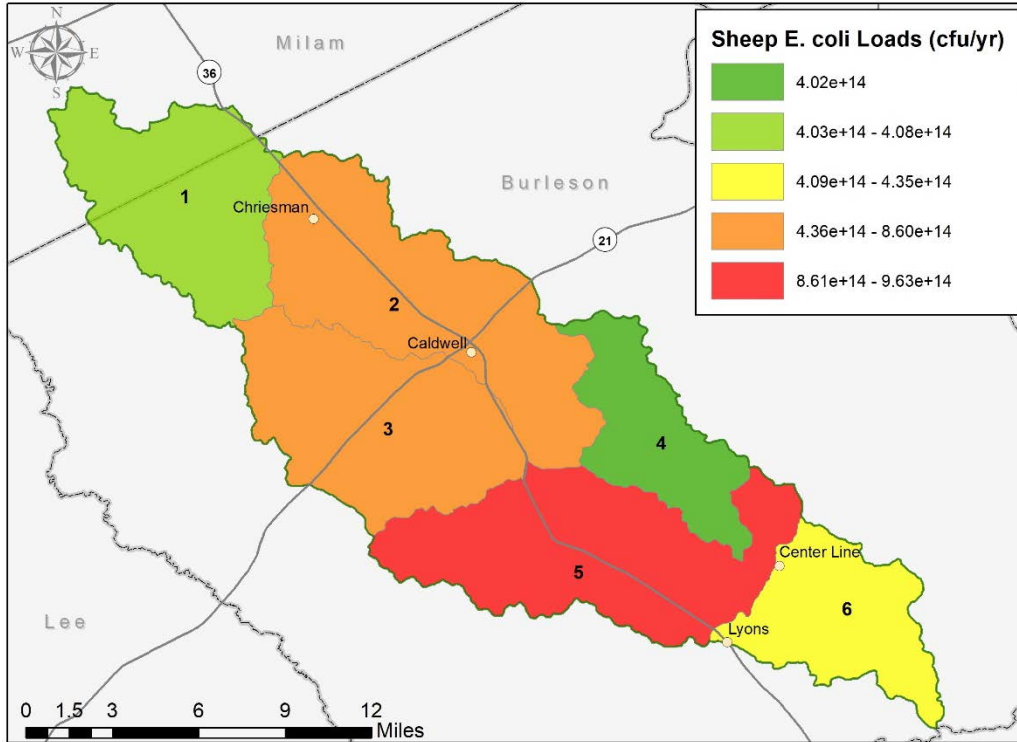 N
W E
S
Milam
36
Burleson
21
1
Chriesman
2
Caldwell
3
4
5
Center Line
6
Lyons
Lee
Sheep E. coli Loads (cfu/yr)
4.02e+14
4.03e+14 - 4.08e+14
4.09e+14 - 4.35e+14
4.36e+14 - 8.60e+14
8.61e+14 - 9.63e+14
0 1.5 3 6 9 12
Miles